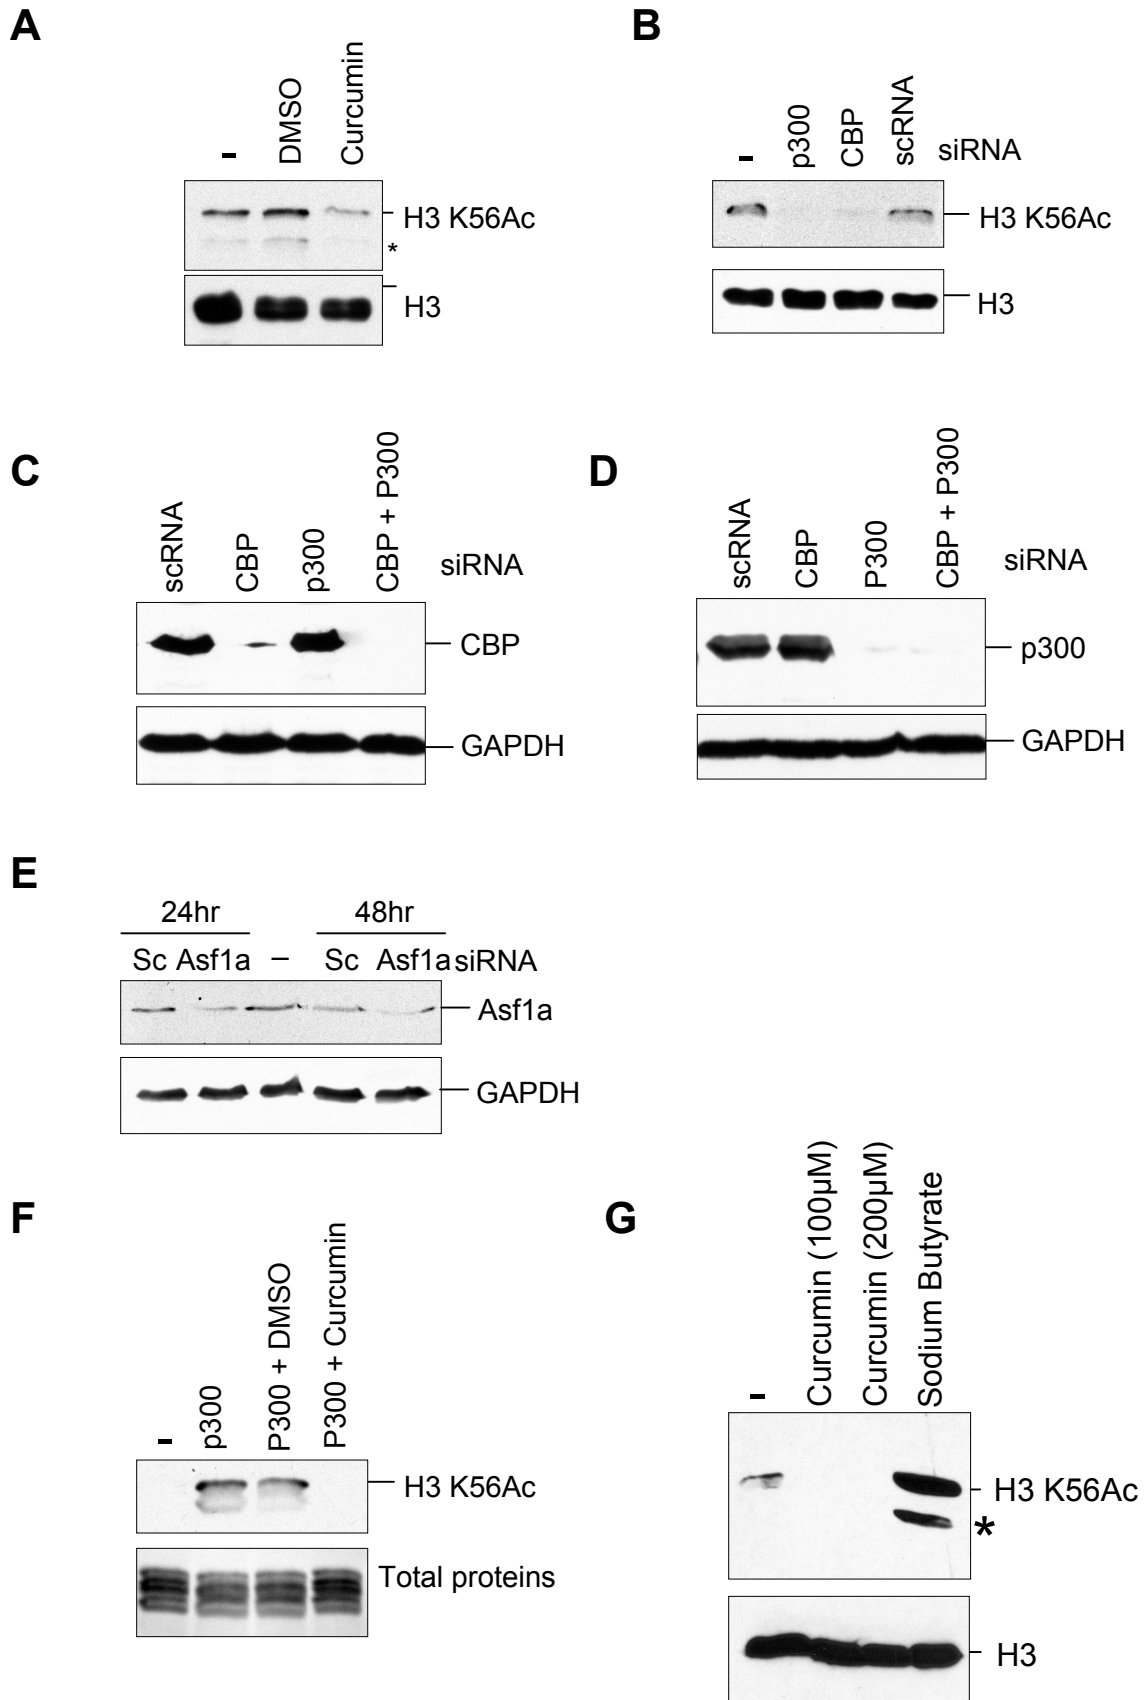 A
-
DMSO
Curcumin
H3 K56Ac
*
H3
B
-
p300
CBP
scRNA
siRNA
H3 K56Ac
H3
C
scRNA
CBP
p300
CBP + P300
siRNA
CBP
GAPDH
D
scRNA
CBP
P300
CBP + P300
siRNA
p300
GAPDH
E
24hr 48hr
Sc Asf1a – Sc Asf1a siRNA
Asf1a
GAPDH
F
-
p300
P300 + DMSO
P300 + Curcumin
H3 K56Ac
Total proteins
G
-
Curcumin (100µM)
Curcumin (200µM)
Sodium Butyrate
H3 K56Ac
*
H3